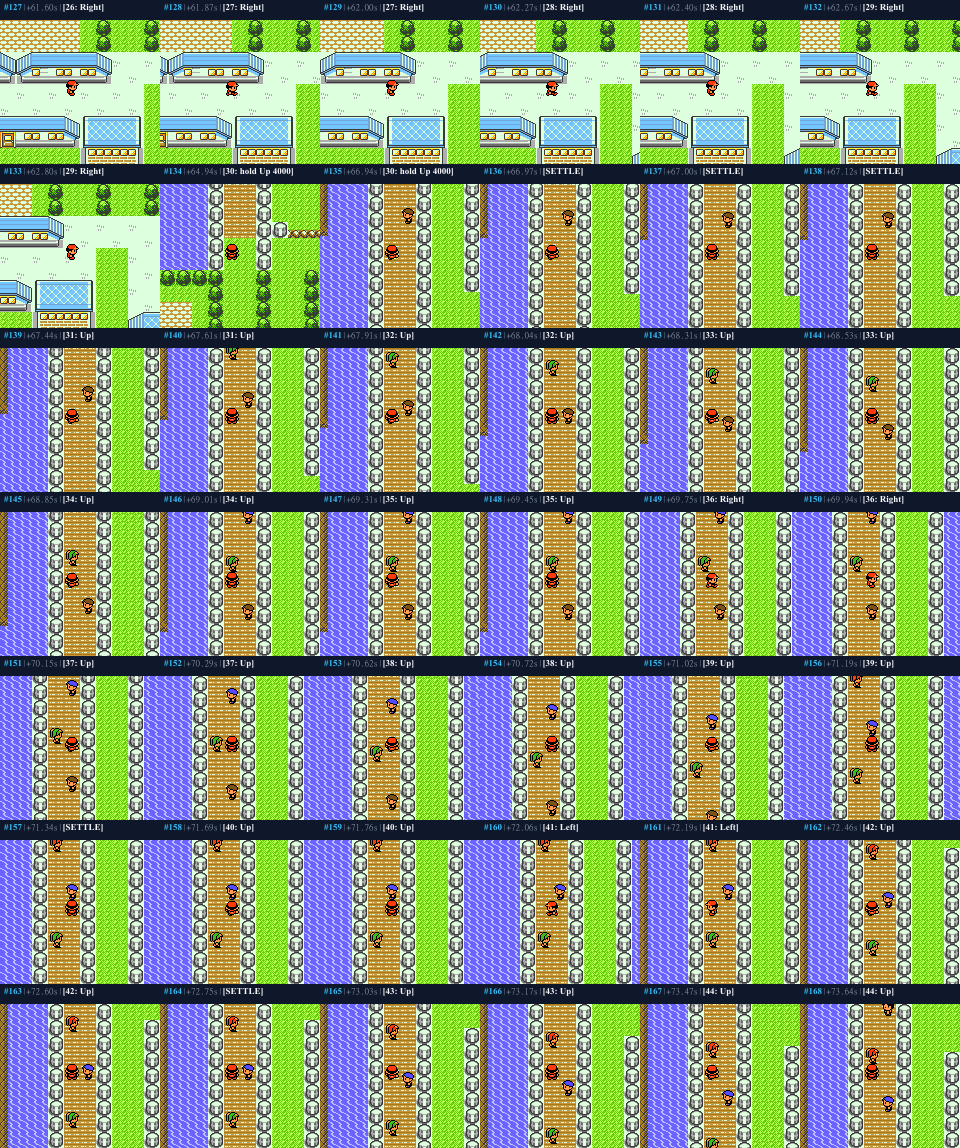 #127 | +61.60s | [26: Right] #128 | +61.87s | [27: Right] #129 | +62.00s | [27: Right] #130 | +62.27s | [28: Right] #131 | +62.40s | [28: Right] #132 | +62.67s | [29: Right]
#133 | +62.80s | [29: Right] #134 | +64.94s | [30: hold Up 4000] #135 | +66.94s | [30: hold Up 4000] #136 | +66.97s | [SETTLE] #137 | +67.00s | [SETTLE] #138 | +67.12s | [SETTLE]
#139 | +67.44s | [31: Up] #140 | +67.61s | [31: Up] #141 | +67.91s | [32: Up] #142 | +68.04s | [32: Up] #143 | +68.31s | [33: Up] #144 | +68.53s | [33: Up]
#145 | +68.85s | [34: Up] #146 | +69.01s | [34: Up] #147 | +69.31s | [35: Up] #148 | +69.45s | [35: Up] #149 | +69.75s | [36: Right] #150 | +69.94s | [36: Right]
#151 | +70.15s | [37: Up] #152 | +70.29s | [37: Up] #153 | +70.62s | [38: Up] #154 | +70.72s | [38: Up] #155 | +71.02s | [39: Up] #156 | +71.19s | [39: Up]
#157 | +71.34s | [SETTLE] #158 | +71.69s | [40: Up] #159 | +71.76s | [40: Up] #160 | +72.06s | [41: Left] #161 | +72.19s | [41: Left] #162 | +72.46s | [42: Up]
#163 | +72.60s | [42: Up] #164 | +72.75s | [SETTLE] #165 | +73.03s | [43: Up] #166 | +73.17s | [43: Up] #167 | +73.47s | [44: Up] #168 | +73.64s | [44: Up]